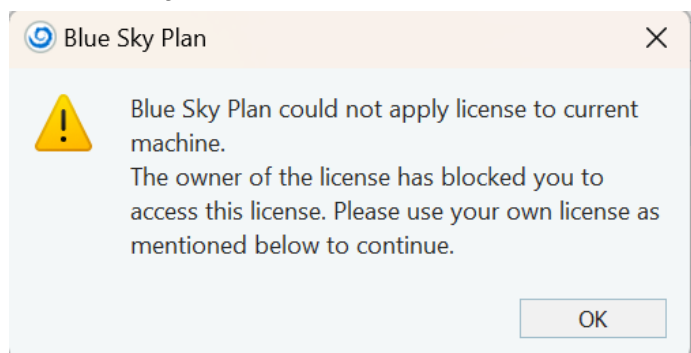 Blue Sky Plan
Blue Sky Plan could not apply license to current
machine.
The owner of the license has blocked you to
access this license. Please use your own license as
mentioned below to continue.
OK